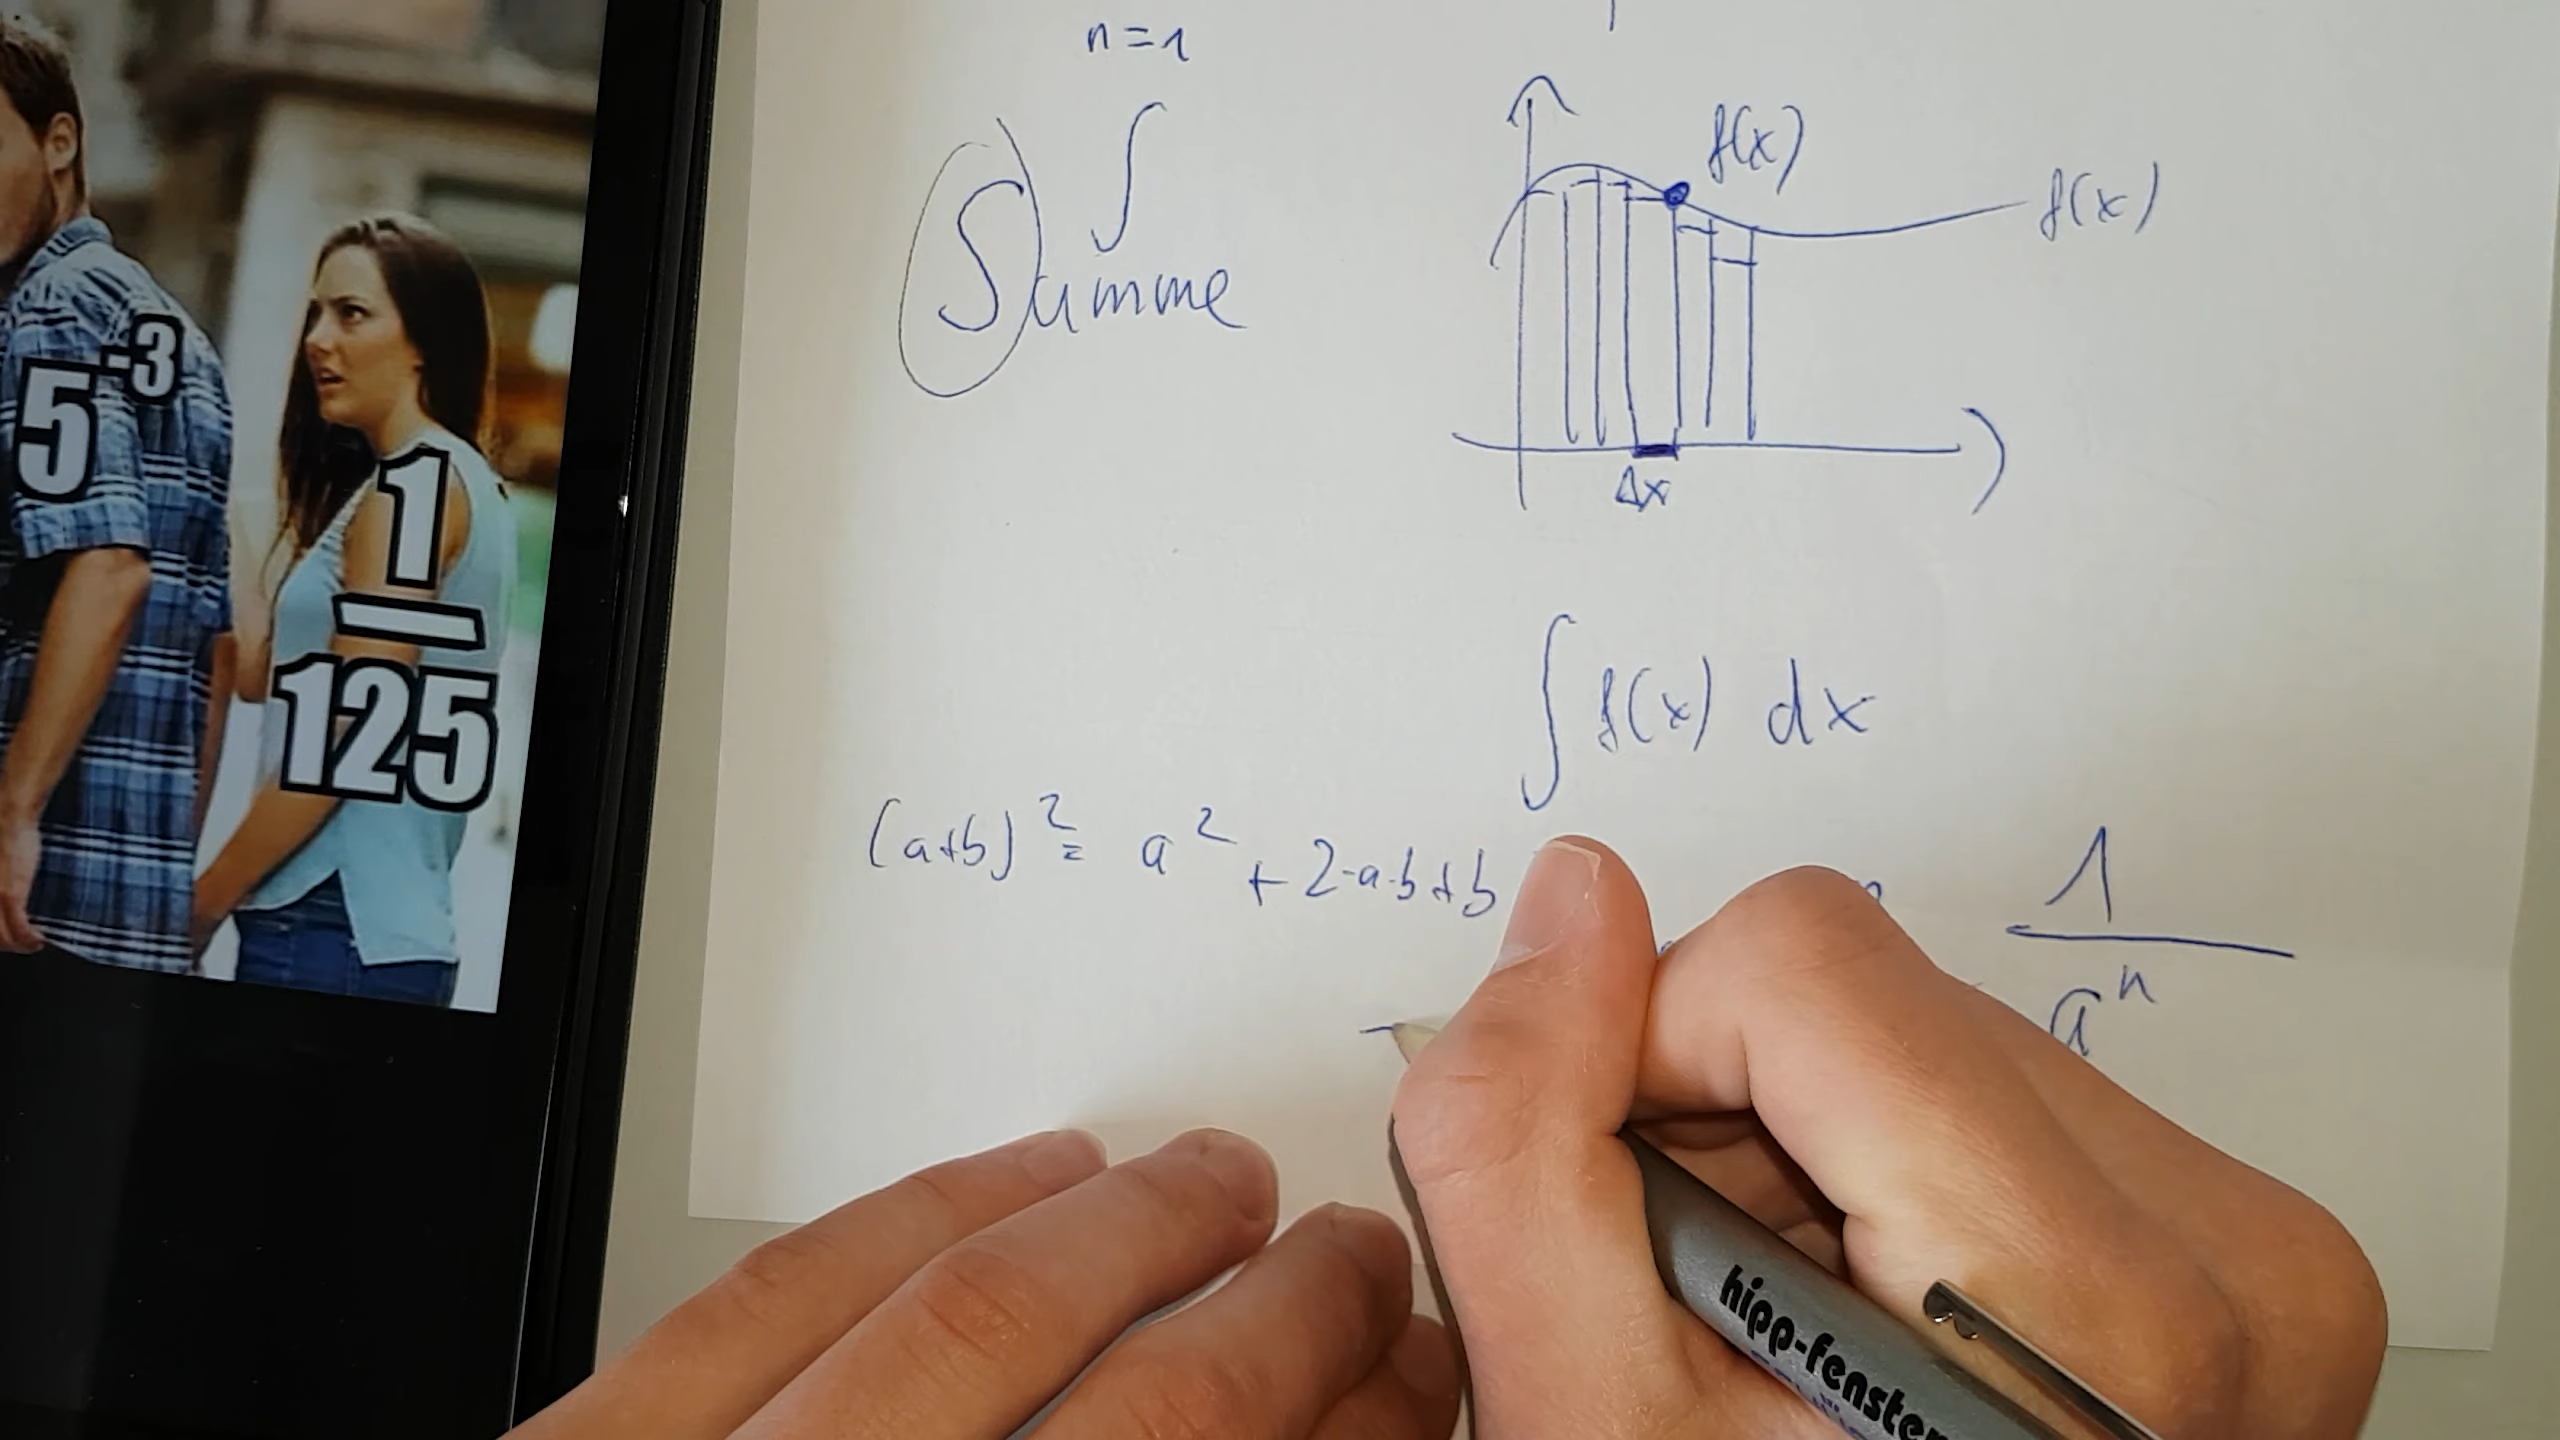 5⁻³
1
125
n=1
∫
Summe
f(x)
f(x)
Δx
∫ f(x) dx
(a+b)² = a² + 2·a·b+b
1
aⁿ
hipp-fenster